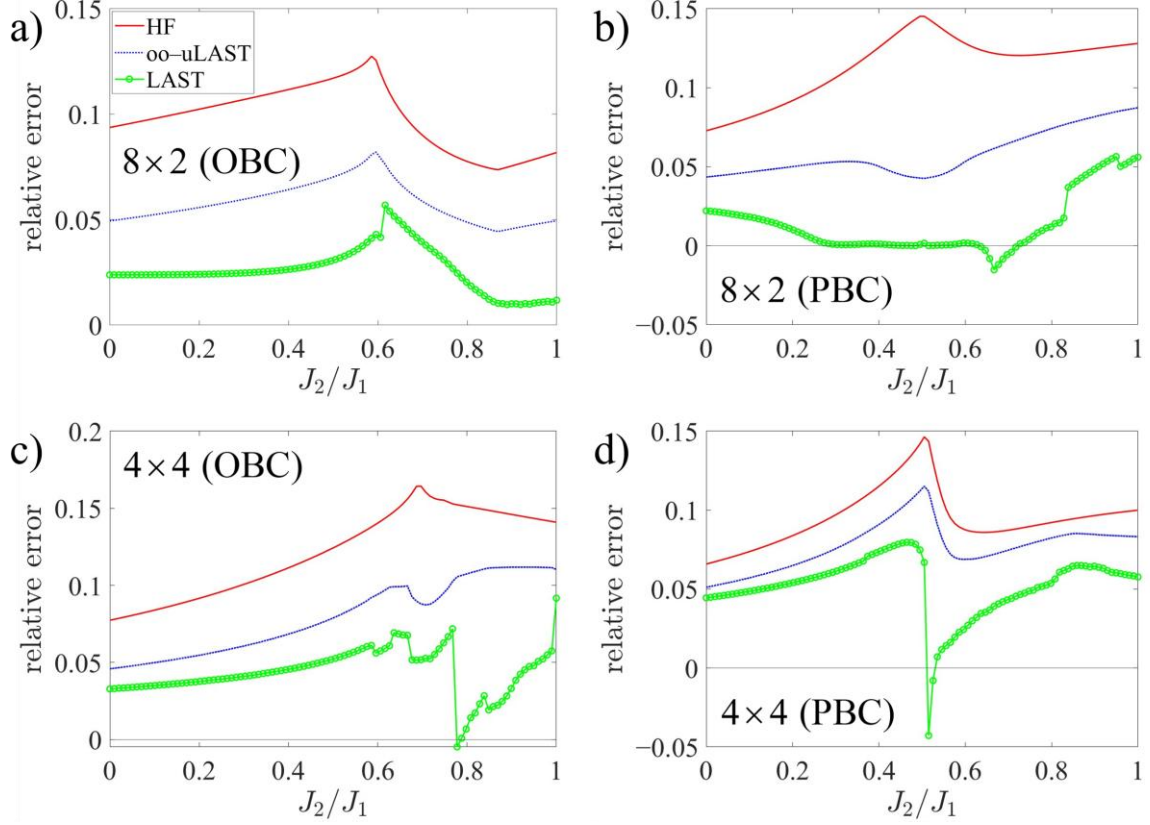 a)
HF
oo–uLAST
LAST
8×2 (OBC)
relative error
0.15
0.1
0.05
0
0
0.2
0.4
0.6
0.8
1
J₂/J₁
b)
8×2 (PBC)
relative error
0.15
0.1
0.05
0
−0.05
0
0.2
0.4
0.6
0.8
1
J₂/J₁
c)
4×4 (OBC)
relative error
0.2
0.15
0.1
0.05
0
0
0.2
0.4
0.6
0.8
1
J₂/J₁
d)
4×4 (PBC)
relative error
0.15
0.1
0.05
0
−0.05
0
0.2
0.4
0.6
0.8
1
J₂/J₁